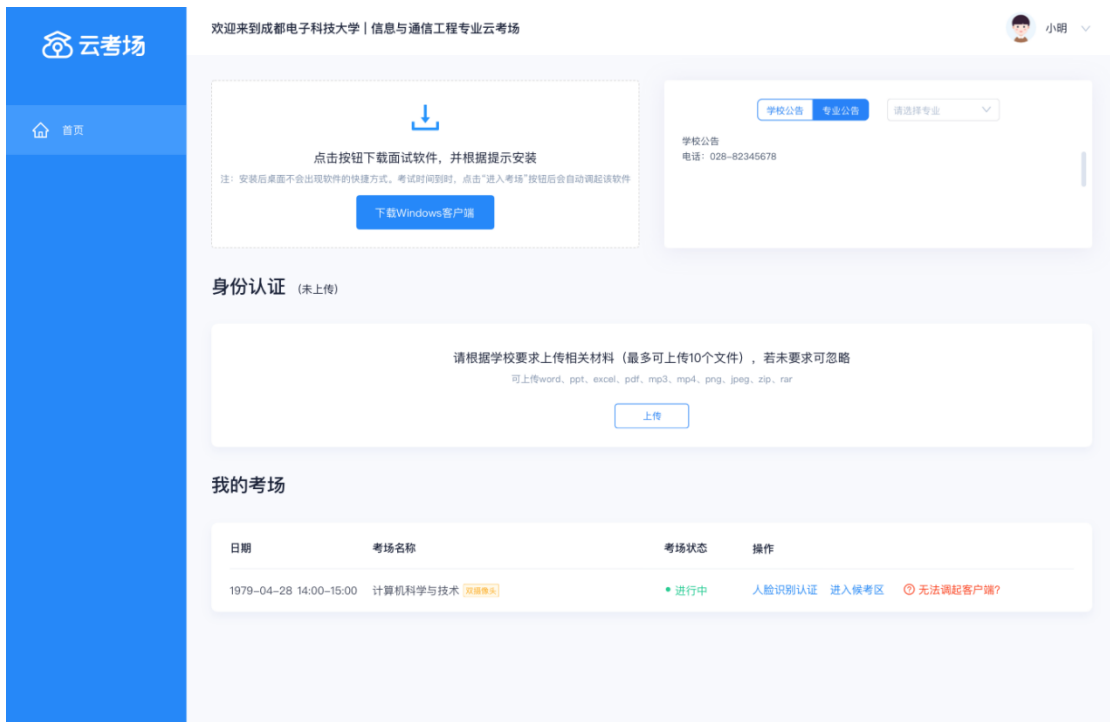 云考场
首页
欢迎来到成都电子科技大学 | 信息与通信工程专业云考场
小明
点击按钮下载面试软件，并根据提示安装
注：安装后桌面不会出现软件的快捷方式。考试时间到时，点击“进入考场”按钮后会自动调起该软件
下载Windows客户端
学校公告 专业公告 请选择专业
学校公告
电话：028-82345678
身份认证 (未上传)
请根据学校要求上传相关材料（最多可上传10个文件），若未要求可忽略
可上传word、ppt、excel、pdf、mp3、mp4、png、jpeg、zip、rar
上传
我的考场
日期 考场名称 考场状态 操作
1979-04-28 14:00-15:00 计算机科学与技术 双摄像头 进行中 人脸识别认证 进入候考区 无法调起客户端?